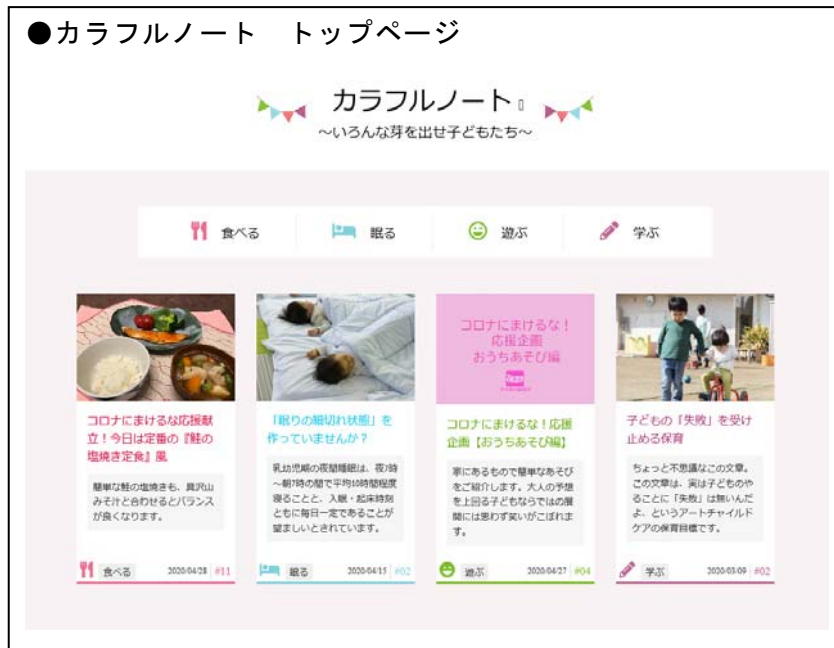 ●カラフルノート　トップページ
カラフルノート
～いろんな芽を出せ子どもたち～
食べる
眠る
遊ぶ
学ぶ
コロナにまけるな応援献
立！今日は定番の『鮭の
塩焼き定食』風
簡単な鮭の塩焼きも、具沢山
みそ汁と合わせるとバランス
が良くなります。
食べる 2020/04/28 #11
「眠りの細切れ状態」を
作っていませんか？
乳幼児期の夜間睡眠は、夜7時
～朝7時の間で平均10時間程度
寝ることと、入眠・起床時刻
ともに毎日一定であることが
望ましいとされています。
眠る 2020/04/15 #02
コロナにまけるな！
応援企画
おうちあそび編
コロナにまけるな！応援
企画【おうちあそび編】
家にあるもので簡単なあそび
をご紹介します。大人の予想
を上回る子どもならではの展
開には思わず笑いがこぼれま
す。
遊ぶ 2020/04/27 #04
子どもの「失敗」を受け
止める保育
ちょっと不思議なこの文章。
この文章は、実は子どものや
ることに「失敗」は無いんだ
よ、というアートチャイルド
ケアの保育目標です。
学ぶ 2020/03/09 #02